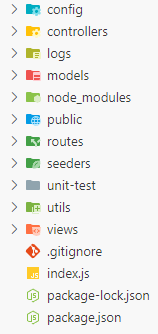 config
controllers
logs
models
node_modules
public
routes
seeders
unit-test
utils
views
.gitignore
index.js
package-lock.json
package.json